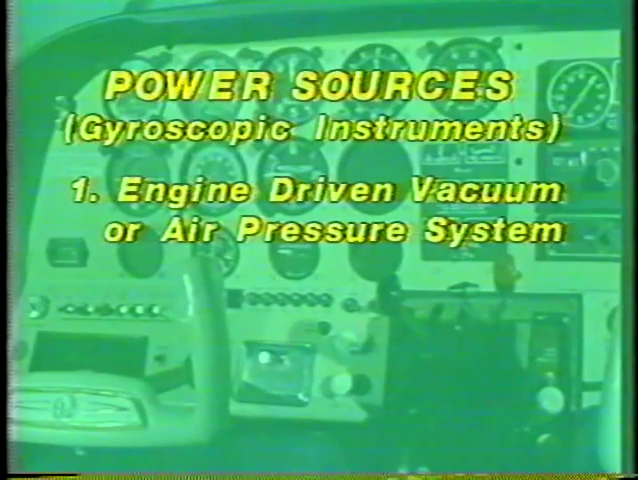 POWER SOURCES
(Gyroscopic Instruments)
1. Engine Driven Vacuum
or Air Pressure System